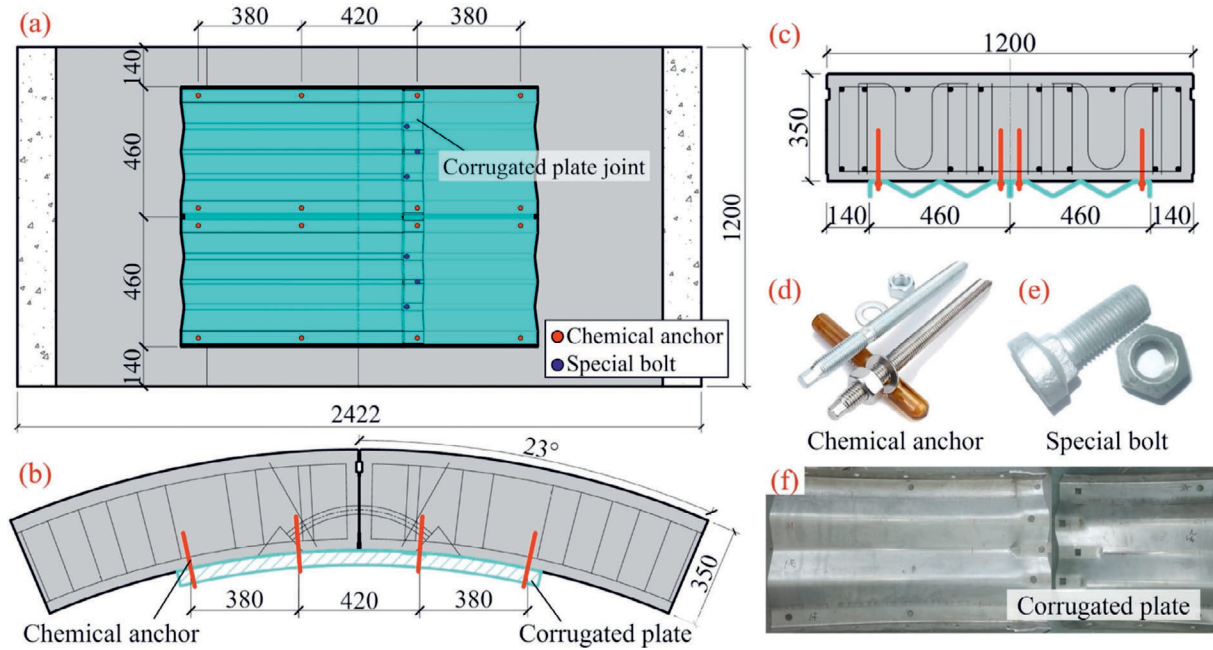 (a)
380
420
380
140
460
460
140
Corrugated plate joint
Chemical anchor
Special bolt
1200
2422
(b)
23°
350
380
420
380
Chemical anchor
Corrugated plate
(c)
1200
350
140
460
460
140
(d)
Chemical anchor
(e)
Special bolt
(f)
Corrugated plate